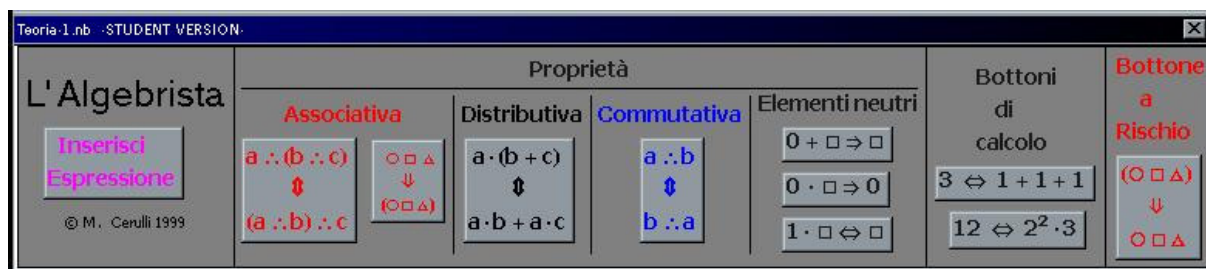 Teoria-1.nb -STUDENT VERSION-
L'Algebrista
Inserisci
Espressione
© M. Cerulli 1999
Proprietà
Associativa
a ∴ (b ∴ c)
⇕
(a ∴ b) ∴ c
○ □ △
⇓
(○ □ △)
Distributiva
a · (b + c)
⇕
a · b + a · c
Commutativa
a ∴ b
⇕
b ∴ a
Elementi neutri
0 + □ ⇒ □
0 · □ ⇒ 0
1 · □ ⇔ □
Bottoni
di
calcolo
3 ⇔ 1 + 1 + 1
12 ⇔ 2² · 3
Bottone
a
Rischio
(○ □ △)
⇓
○ □ △